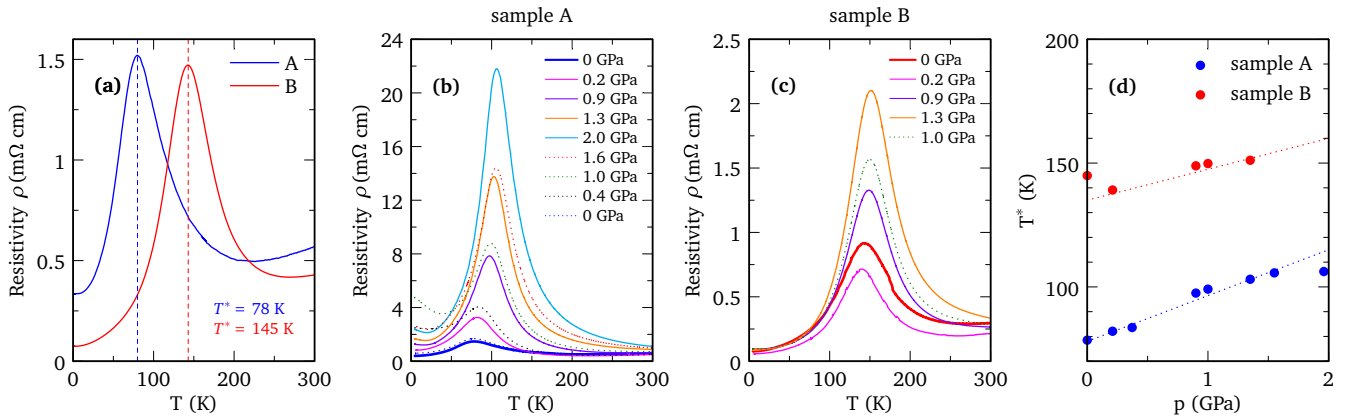 sample A
sample B
Resistivity ρ (mΩ cm)
1.5
1
0.5
0
(a)
A
B
T* = 78 K
T* = 145 K
0
100
200
300
T (K)
Resistivity ρ (mΩ cm)
24
20
16
12
8
4
0
(b)
0 GPa
0.2 GPa
0.9 GPa
1.3 GPa
2.0 GPa
1.6 GPa
1.0 GPa
0.4 GPa
0 GPa
0
100
200
300
T (K)
Resistivity ρ (mΩ cm)
2.5
2
1.5
1
0.5
0
(c)
0 GPa
0.2 GPa
0.9 GPa
1.3 GPa
1.0 GPa
0
100
200
300
T (K)
T* (K)
200
150
100
(d)
sample A
sample B
0
1
2
p (GPa)